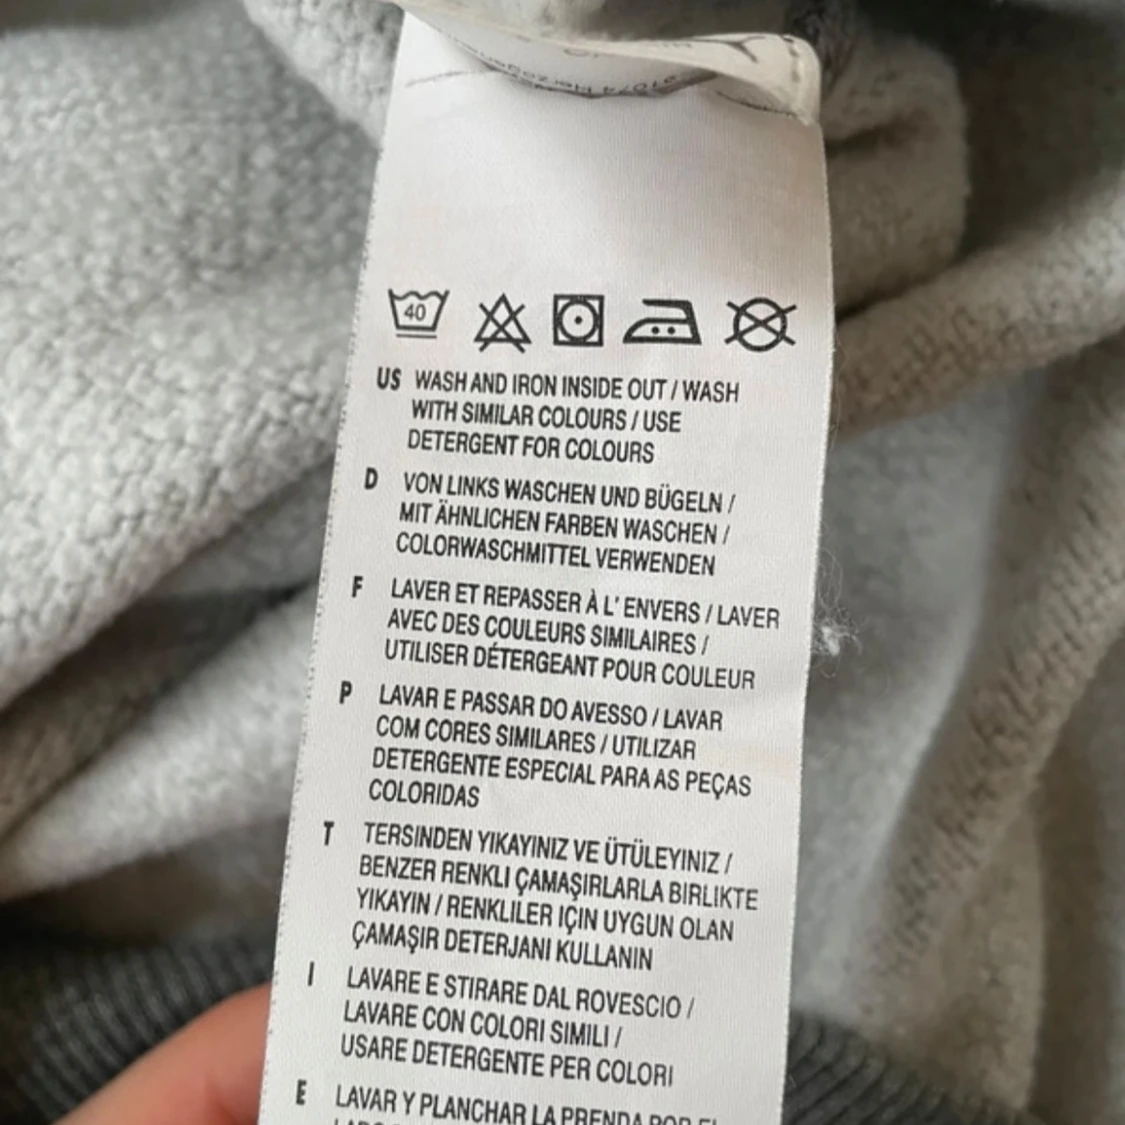 40
US WASH AND IRON INSIDE OUT / WASH
WITH SIMILAR COLOURS / USE
DETERGENT FOR COLOURS
D VON LINKS WASCHEN UND BÜGELN /
MIT ÄHNLICHEN FARBEN WASCHEN /
COLORWASCHMITTEL VERWENDEN
F LAVER ET REPASSER À L' ENVERS / LAVER
AVEC DES COULEURS SIMILAIRES /
UTILISER DÉTERGEANT POUR COULEUR
P LAVAR E PASSAR DO AVESSO / LAVAR
COM CORES SIMILARES / UTILIZAR
DETERGENTE ESPECIAL PARA AS PEÇAS
COLORIDAS
T TERSINDEN YIKAYINIZ VE ÜTÜLEYINIZ /
BENZER RENKLI ÇAMAŞIRLARLA BIRLIKTE
YIKAYIN / RENKLILER IÇIN UYGUN OLAN
ÇAMAŞIR DETERJANI KULLANIN
I LAVARE E STIRARE DAL ROVESCIO /
LAVARE CON COLORI SIMILI /
USARE DETERGENTE PER COLORI
E LAVAR Y PLANCHAR LA PRENDA POR EL